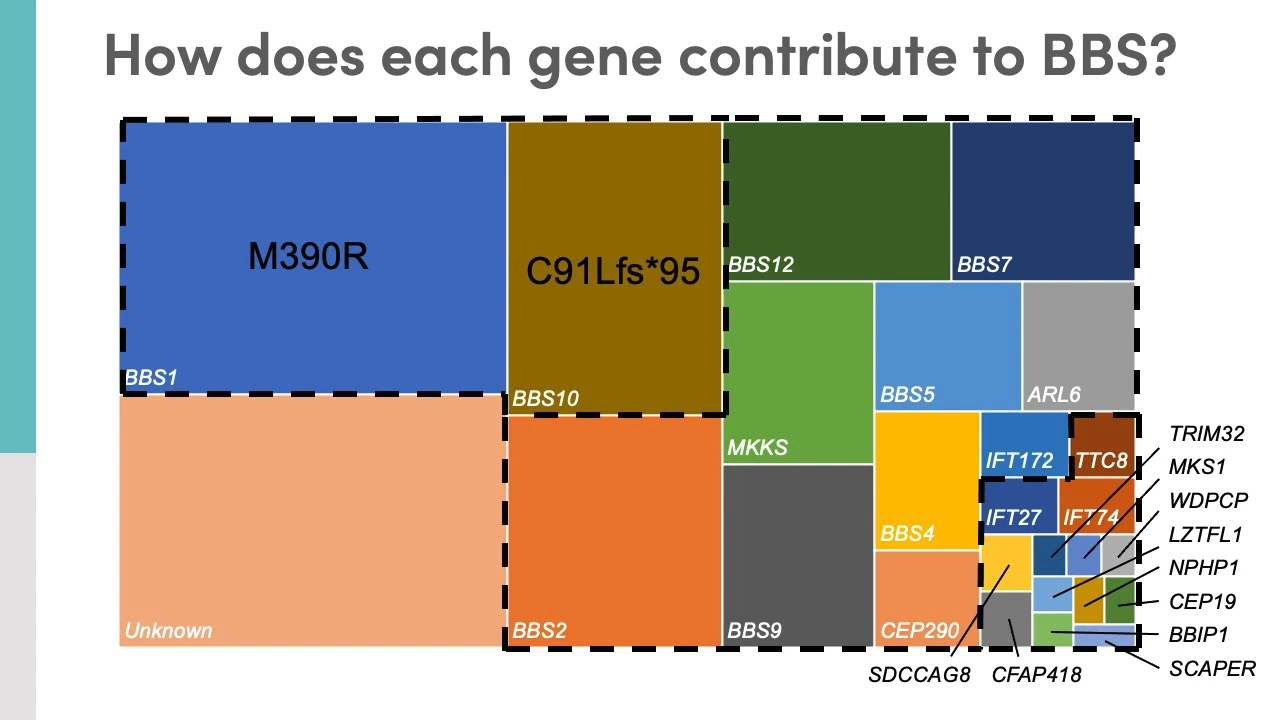 How does each gene contribute to BBS?
M390R
BBS1
C91Lfs*95
BBS10
BBS12
BBS7
MKKS
BBS5
ARL6
Unknown
BBS2
BBS9
BBS4
CEP290
IFT172
TTC8
IFT27
IFT74
TRIM32
MKS1
WDPCP
LZTFL1
NPHP1
CEP19
BBIP1
SCAPER
SDCCAG8
CFAP418